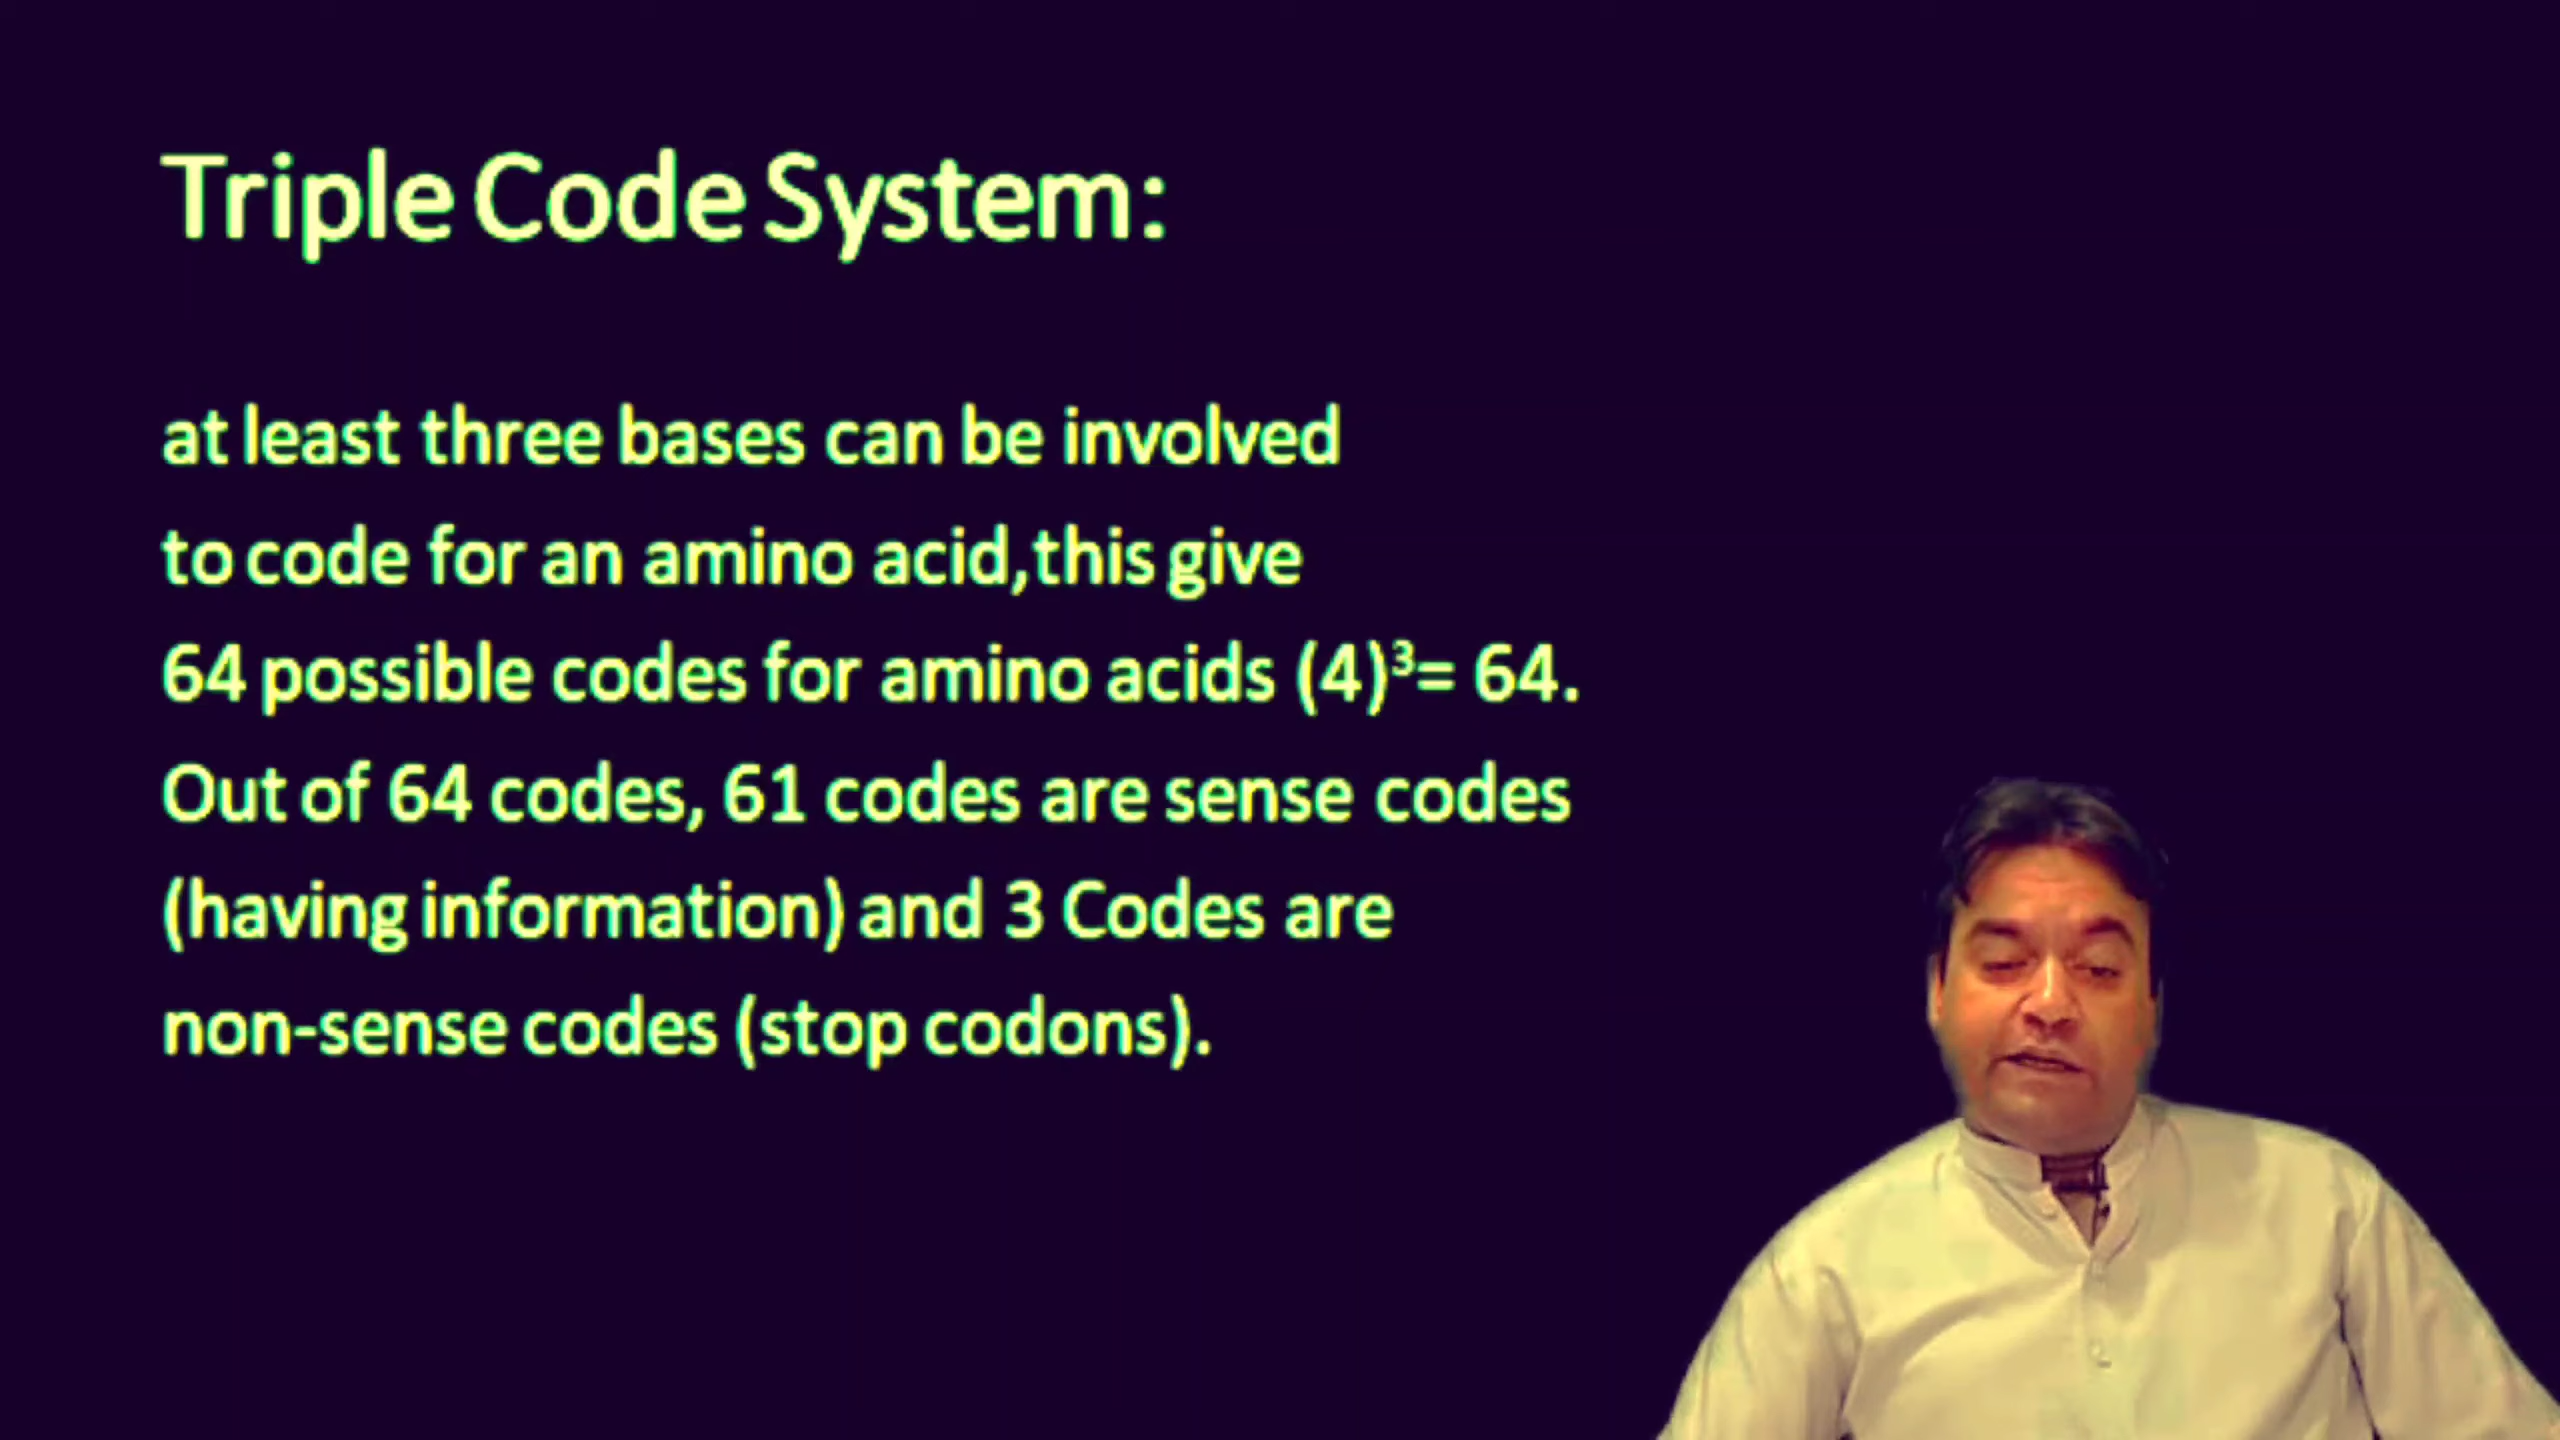 Triple Code System:
at least three bases can be involved
to code for an amino acid,this give
64 possible codes for amino acids (4)³= 64.
Out of 64 codes, 61 codes are sense codes
(having information) and 3 Codes are
non-sense codes (stop codons).